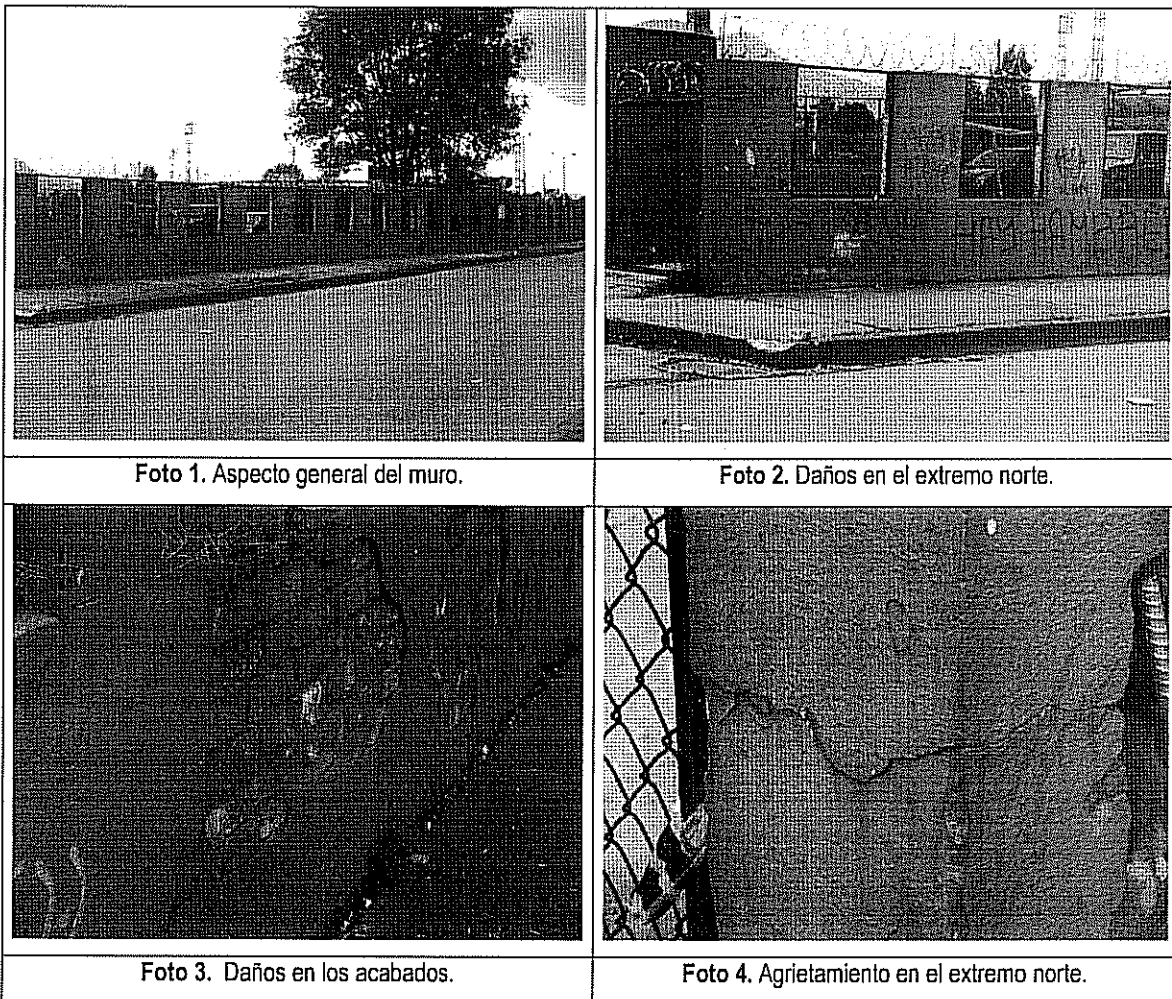 Foto 1. Aspecto general del muro.
Foto 2. Daños en el extremo norte.
Foto 3. Daños en los acabados.
Foto 4. Agrietamiento en el extremo norte.